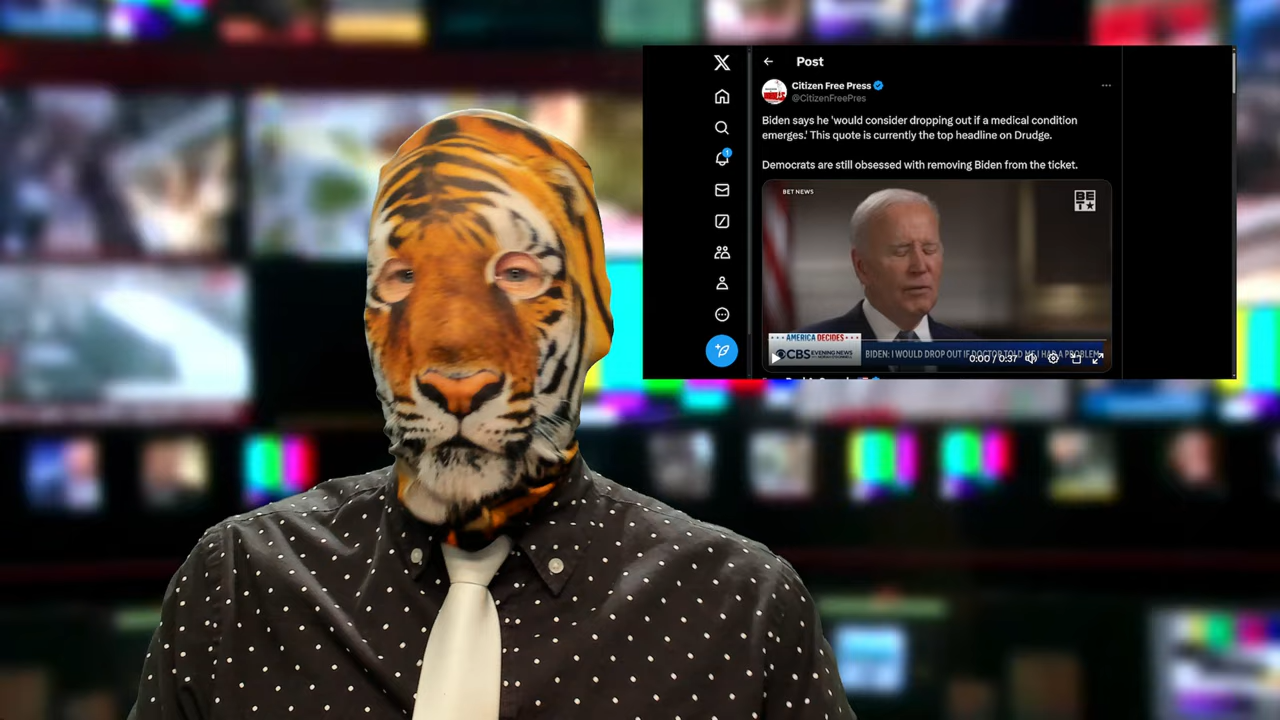 Post
Citizen Free Press
@CitizenFreePres
Biden says he 'would consider dropping out if a medical condition
emerges.' This quote is currently the top headline on Drudge.
Democrats are still obsessed with removing Biden from the ticket.
BET NEWS
BET★
AMERICA DECIDES
CBS EVENING NEWS
BIDEN: I WOULD DROP OUT IF DOCTOR TOLD ME I HAD A PROBLEM
0:00 / 0:37